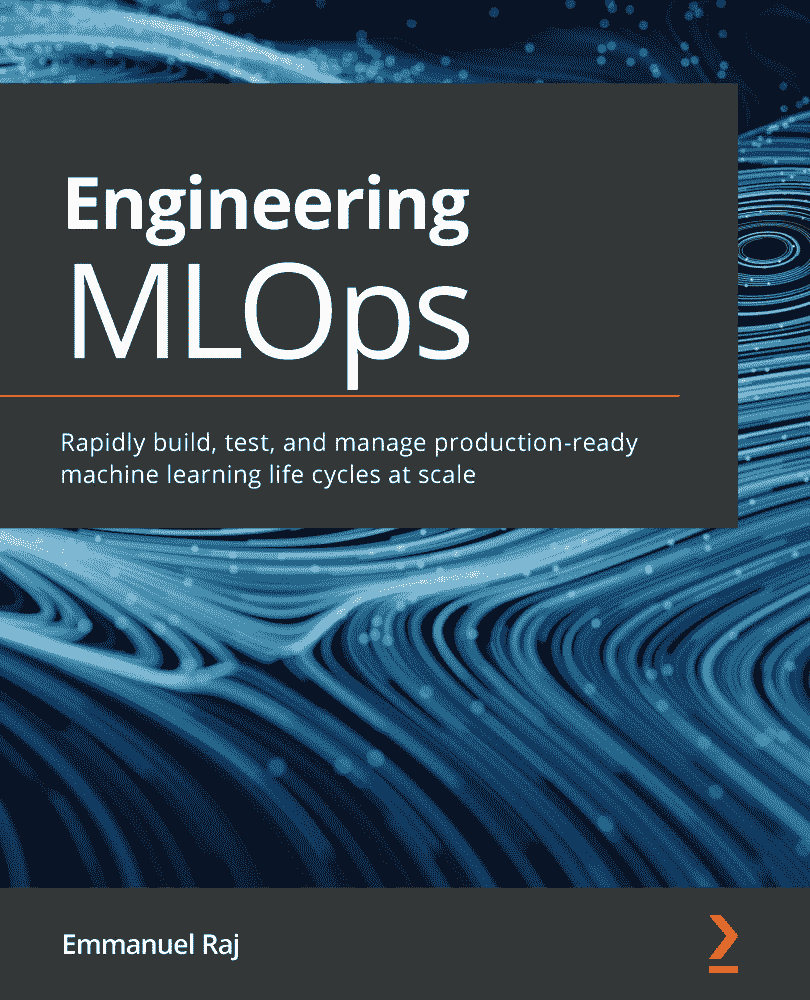 Engineering
MLOps
Rapidly build, test, and manage production-ready
machine learning life cycles at scale
Emmanuel Raj